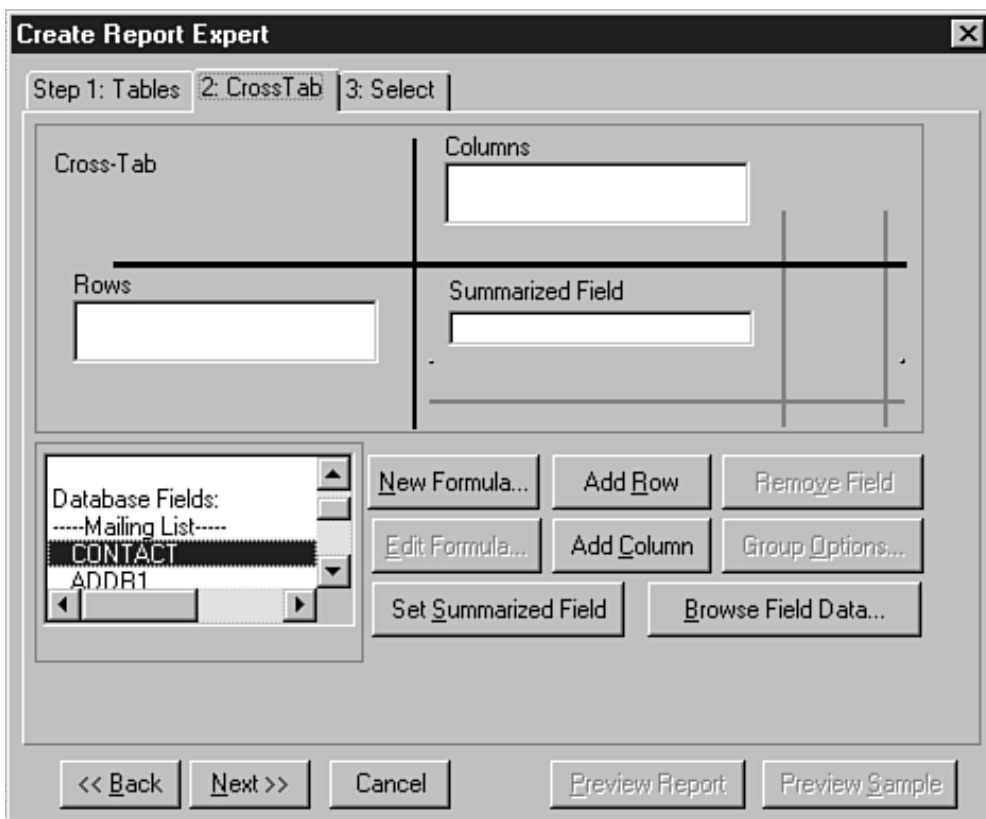 Create Report Expert
Step 1: Tables
2: CrossTab
3: Select
Cross-Tab
Columns
Rows
Summarized Field
Database Fields:
-----Mailing List-----
CONTACT
ADDR1
New Formula...
Add Row
Remove Field
Edit Formula...
Add Column
Group Options...
Set Summarized Field
Browse Field Data...
<< Back
Next >>
Cancel
Preview Report
Preview Sample